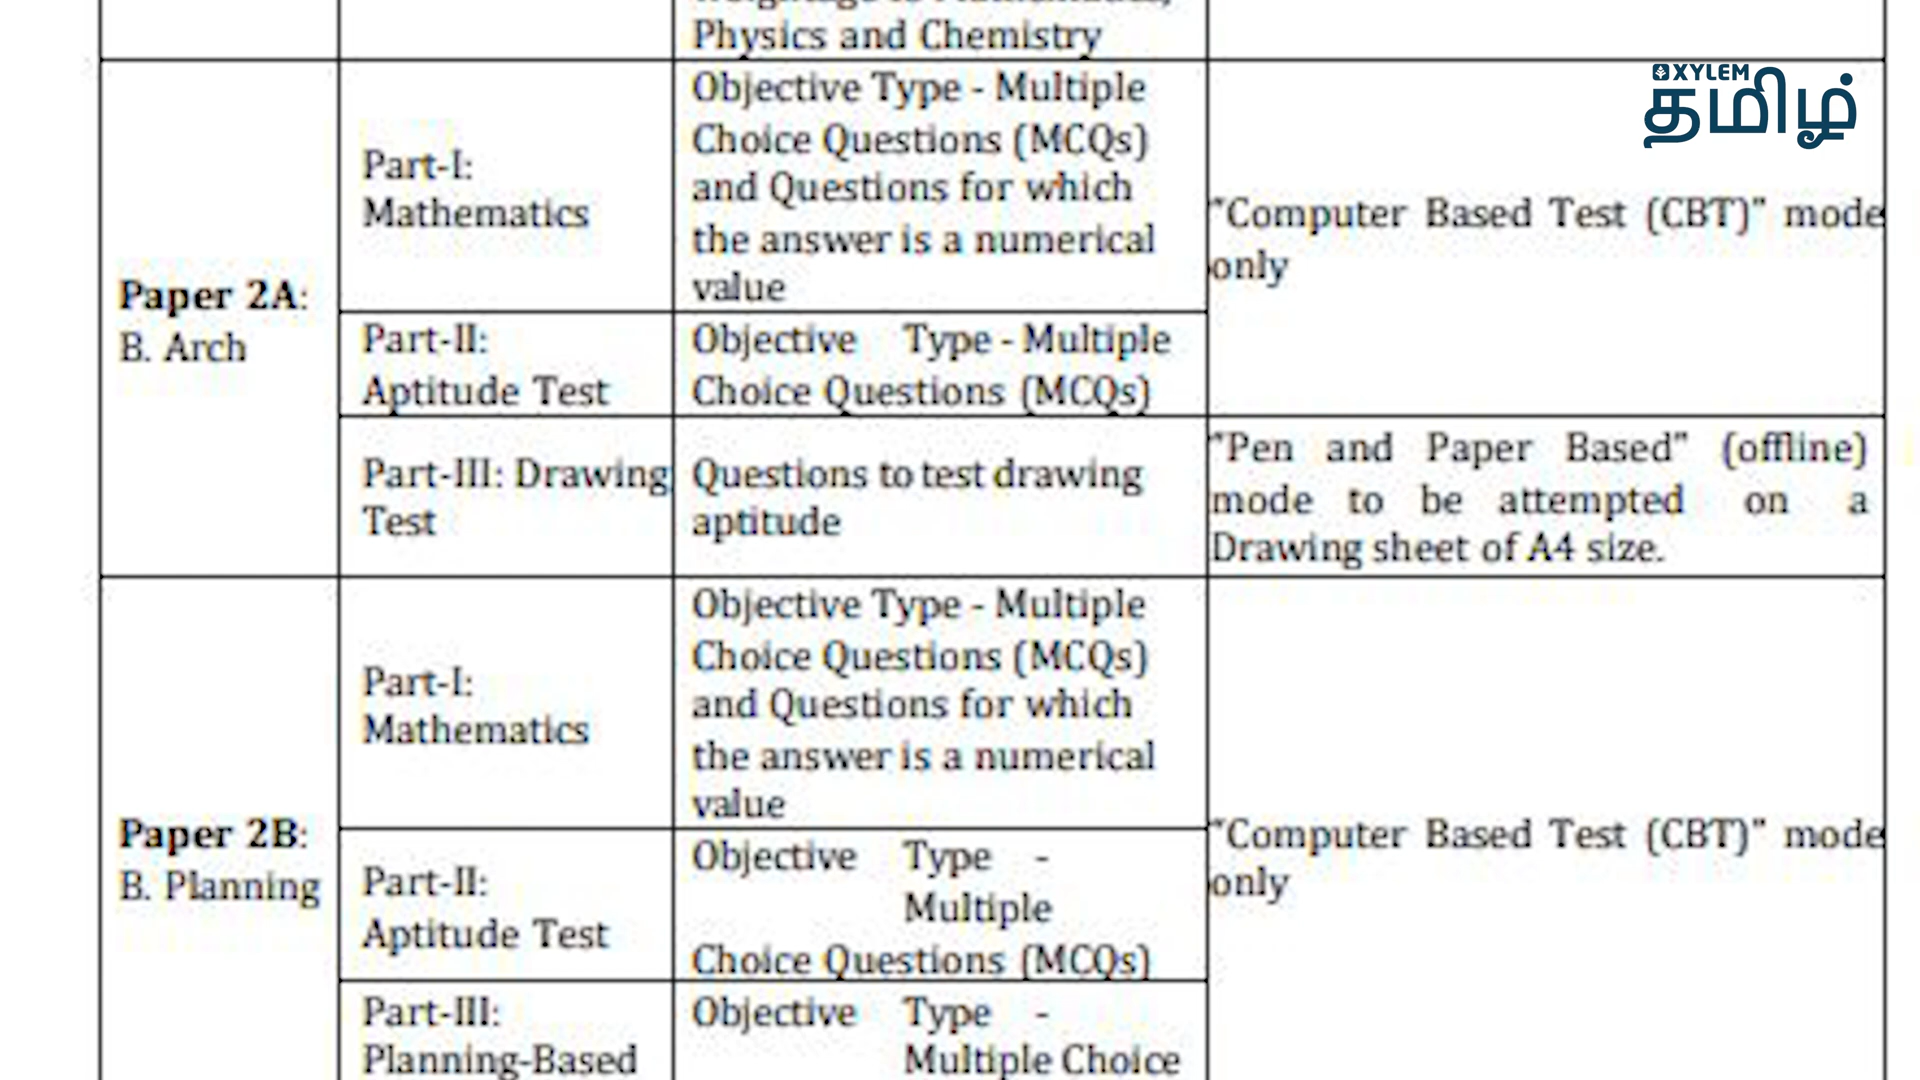 Physics and Chemistry
XYLEM
தமிழ்
Paper 2A:
B. Arch
Part-I:
Mathematics
Objective Type - Multiple
Choice Questions (MCQs)
and Questions for which
the answer is a numerical
value
"Computer Based Test (CBT)" mode
only
Part-II:
Aptitude Test
Objective Type - Multiple
Choice Questions (MCQs)
Part-III: Drawing
Test
Questions to test drawing
aptitude
"Pen and Paper Based" (offline)
mode to be attempted on a
Drawing sheet of A4 size.
Paper 2B:
B. Planning
Part-I:
Mathematics
Objective Type - Multiple
Choice Questions (MCQs)
and Questions for which
the answer is a numerical
value
"Computer Based Test (CBT)" mode
only
Part-II:
Aptitude Test
Objective Type -
Multiple
Choice Questions (MCQs)
Part-III:
Planning-Based
Objective Type -
Multiple Choice